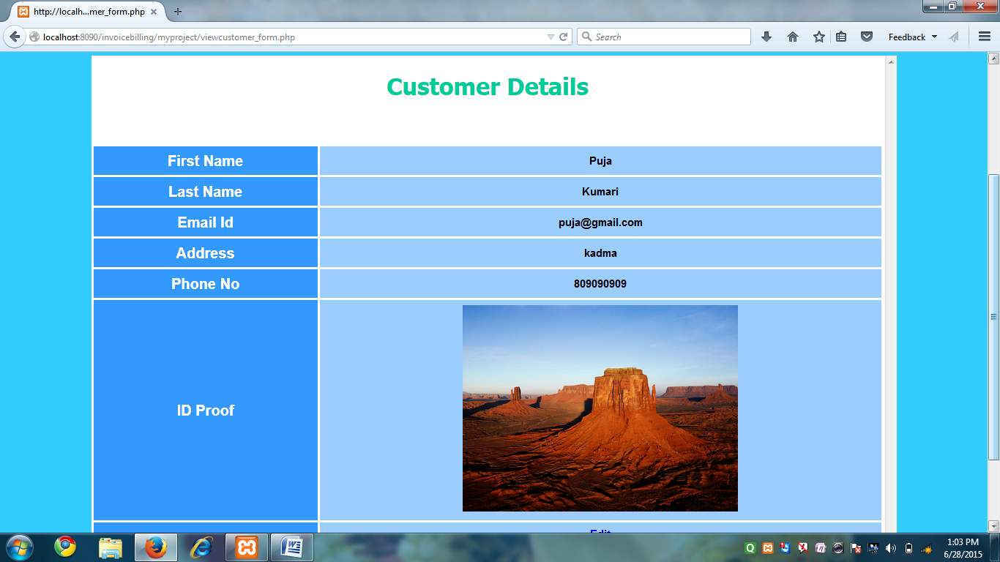 http://localh...mer_form.php
localhost:8090/invoicebilling/myproject/viewcustomer_form.php
Search
Feedback
Customer Details
First Name Puja
Last Name Kumari
Email Id puja@gmail.com
Address kadma
Phone No 809090909
ID Proof
Edit
1:03 PM
6/28/2015